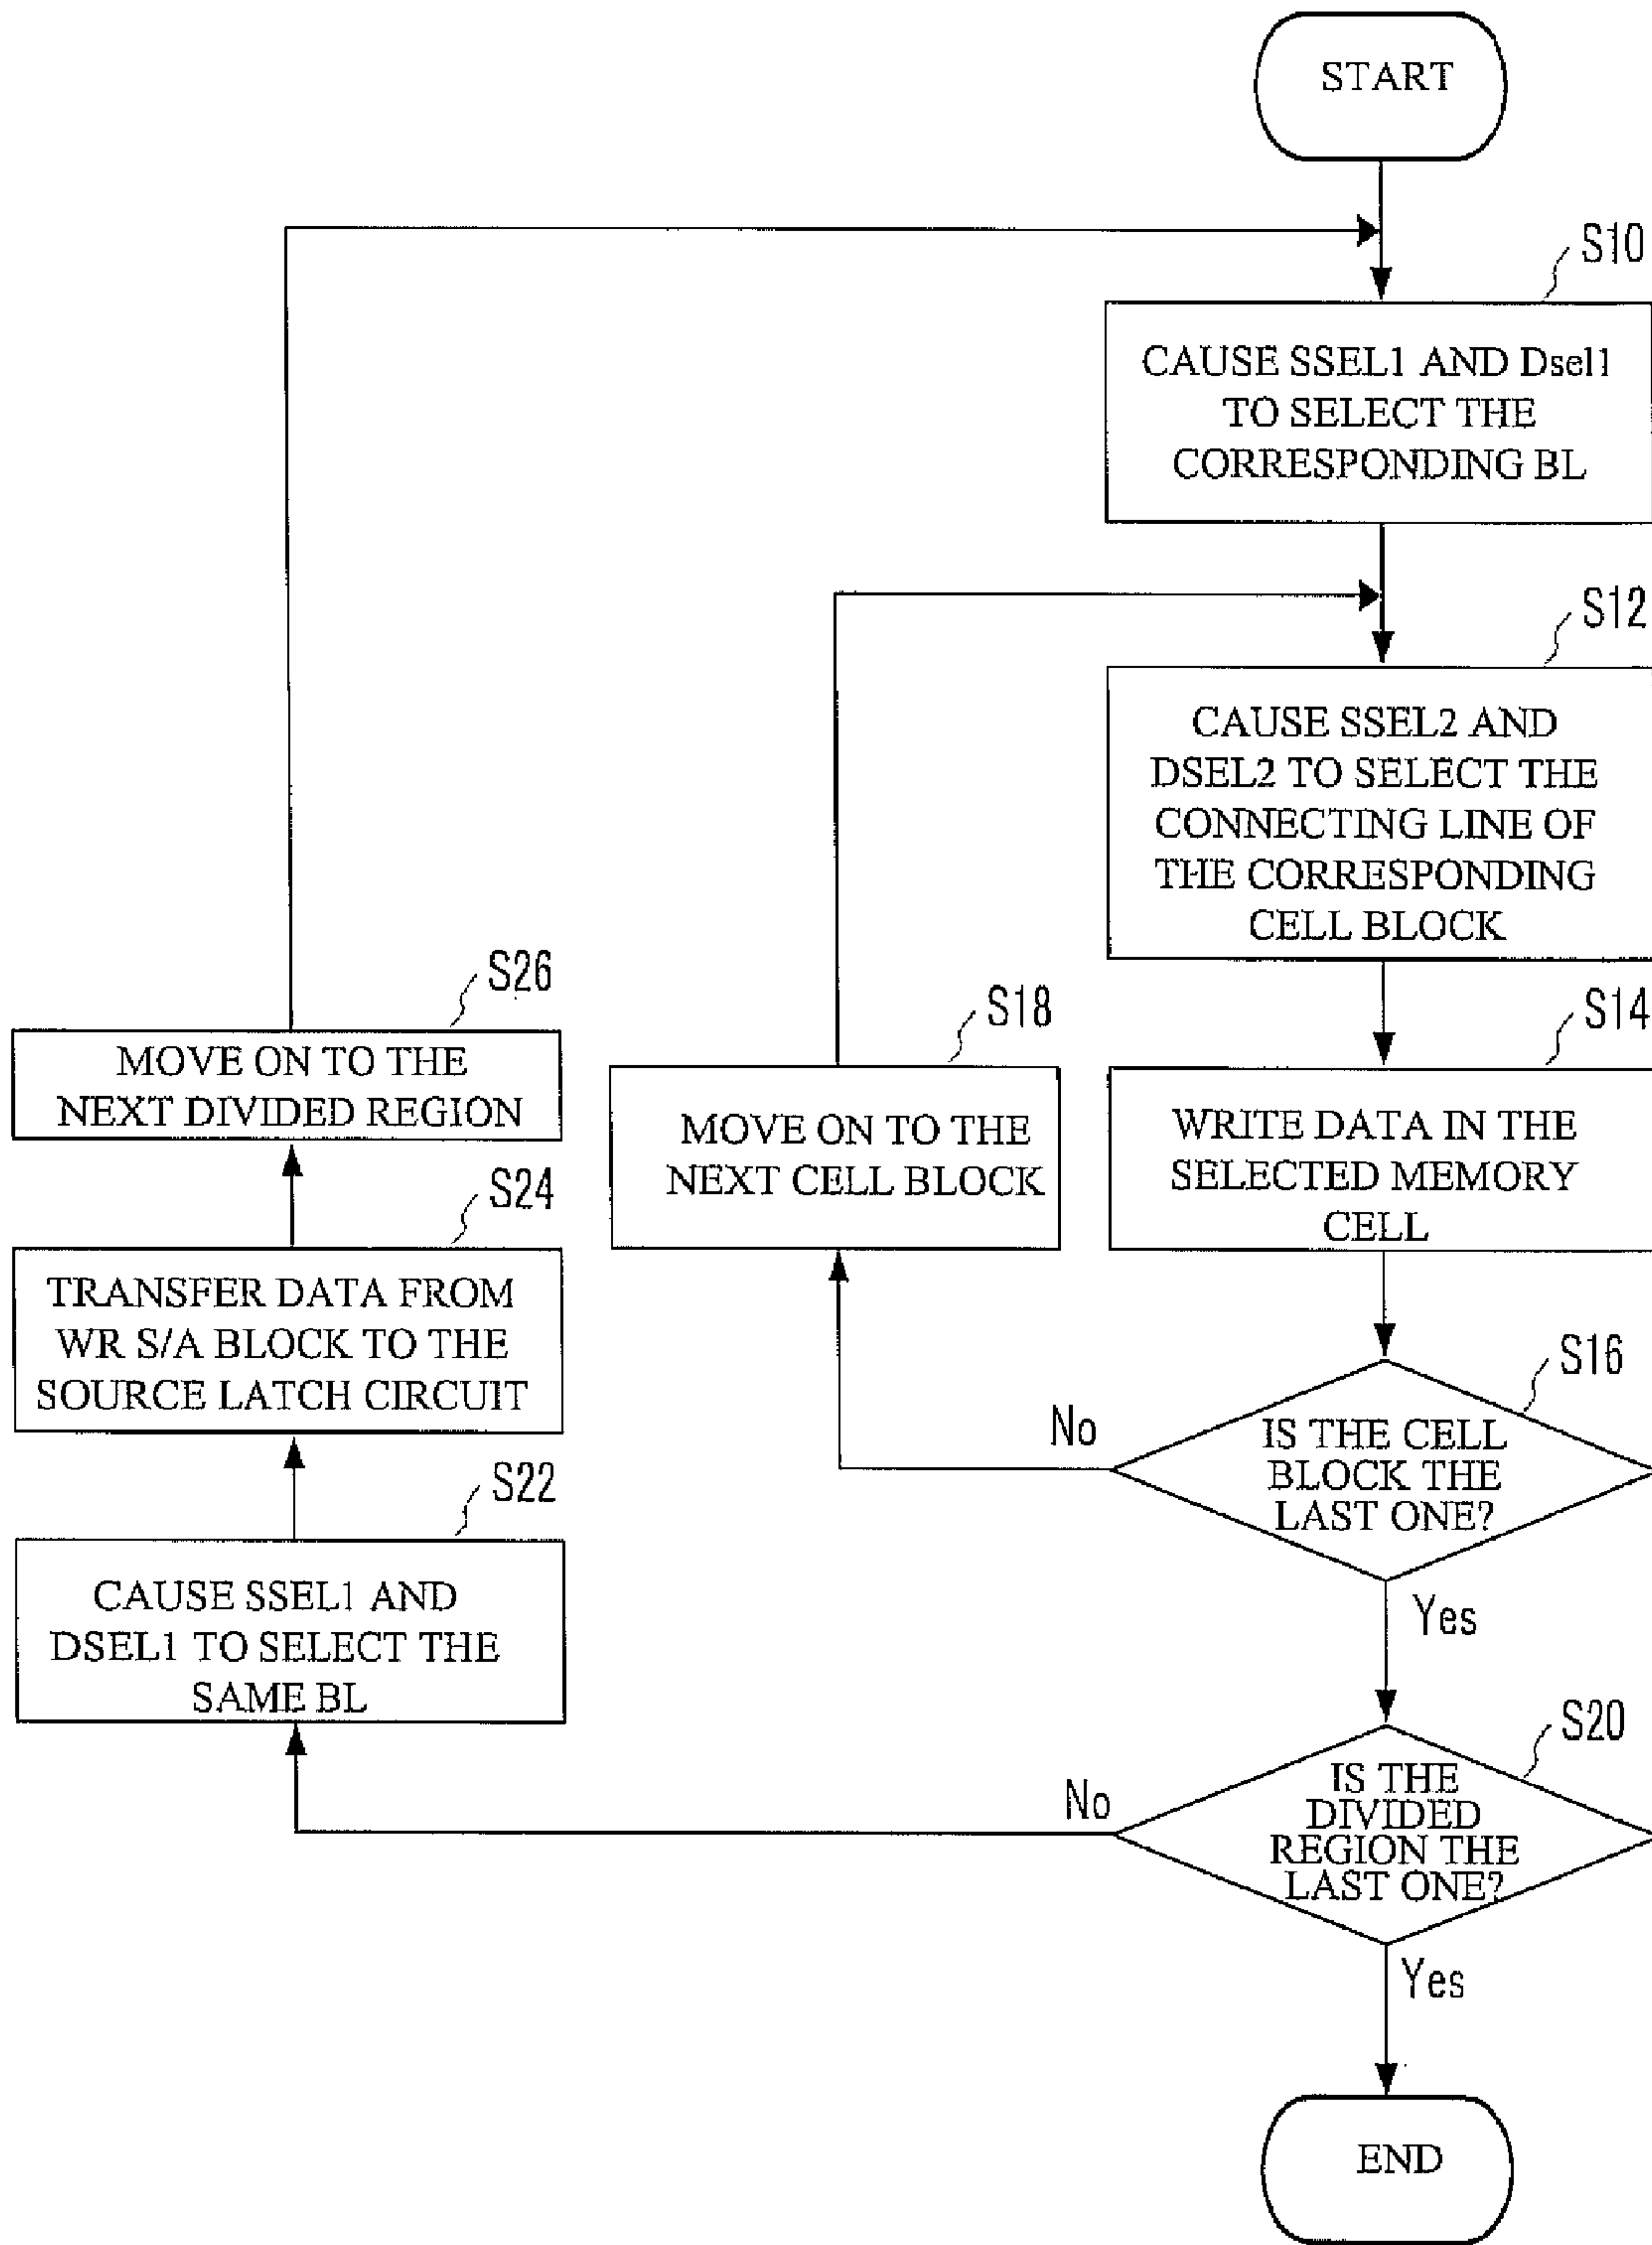 START
S10
CAUSE SSEL1 AND Dsel1
TO SELECT THE
CORRESPONDING BL
S12
CAUSE SSEL2 AND
DSEL2 TO SELECT THE
CONNECTING LINE OF
THE CORRESPONDING
CELL BLOCK
S14
WRITE DATA IN THE
SELECTED MEMORY
CELL
S16
IS THE CELL
BLOCK THE
LAST ONE?
No
Yes
S18
MOVE ON TO THE
NEXT CELL BLOCK
S20
IS THE
DIVIDED
REGION THE
LAST ONE?
No
Yes
S22
CAUSE SSEL1 AND
DSEL1 TO SELECT THE
SAME BL
S24
TRANSFER DATA FROM
WR S/A BLOCK TO THE
SOURCE LATCH CIRCUIT
S26
MOVE ON TO THE
NEXT DIVIDED REGION
END